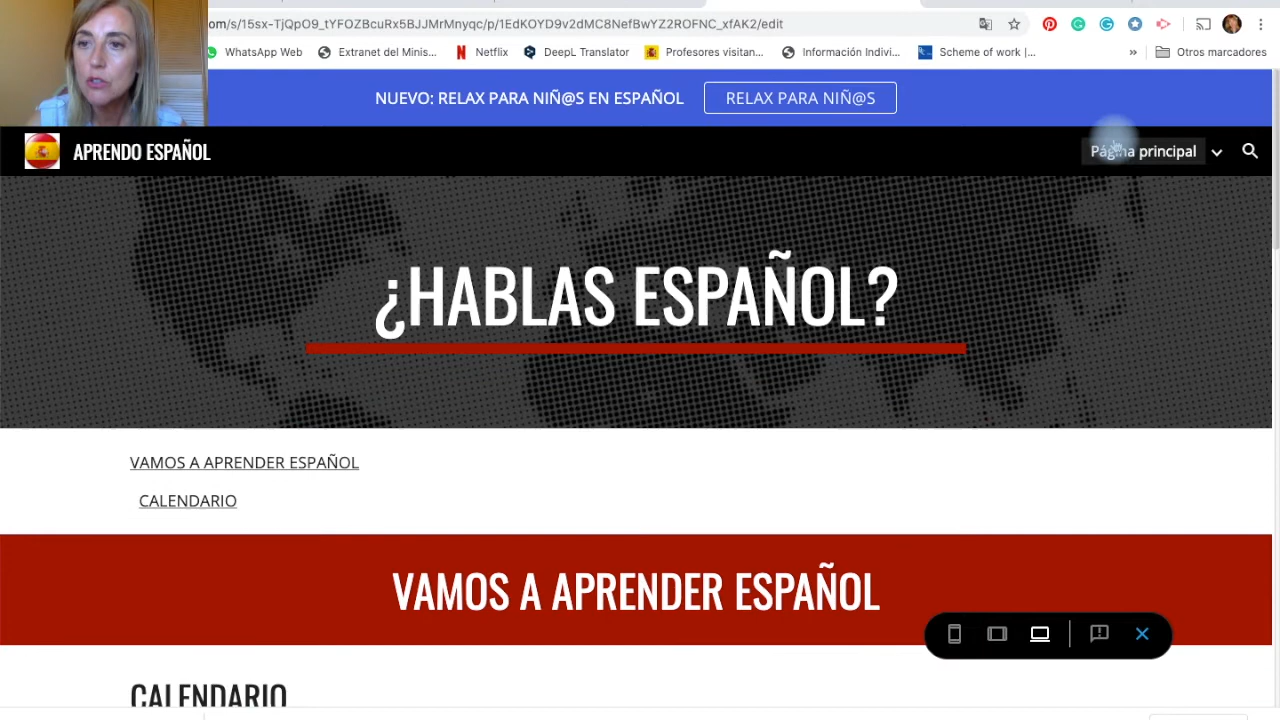 om/s/15sx-TjQpO9_tYFOZBcuRx5BJJMrMnyqc/p/1EdKOYD9v2dMC8NefBwYZ2ROFNC_xfAK2/edit
WhatsApp Web Extranet del Minis... Netflix DeepL Translator Profesores visitan... Información Indivi... Scheme of work |... » Otros marcadores
NUEVO: RELAX PARA NIÑ@S EN ESPAÑOL RELAX PARA NIÑ@S
APRENDO ESPAÑOL Página principal
¿HABLAS ESPAÑOL?
VAMOS A APRENDER ESPAÑOL
CALENDARIO
VAMOS A APRENDER ESPAÑOL
CALENDARIO